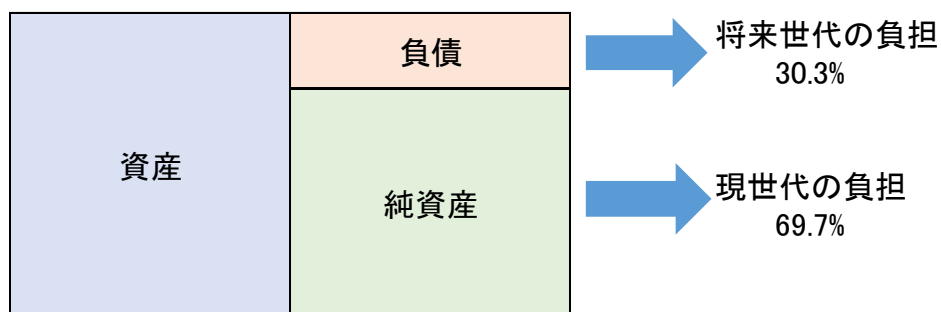 資産
負債
純資産
将来世代の負担
30.3%
現世代の負担
69.7%